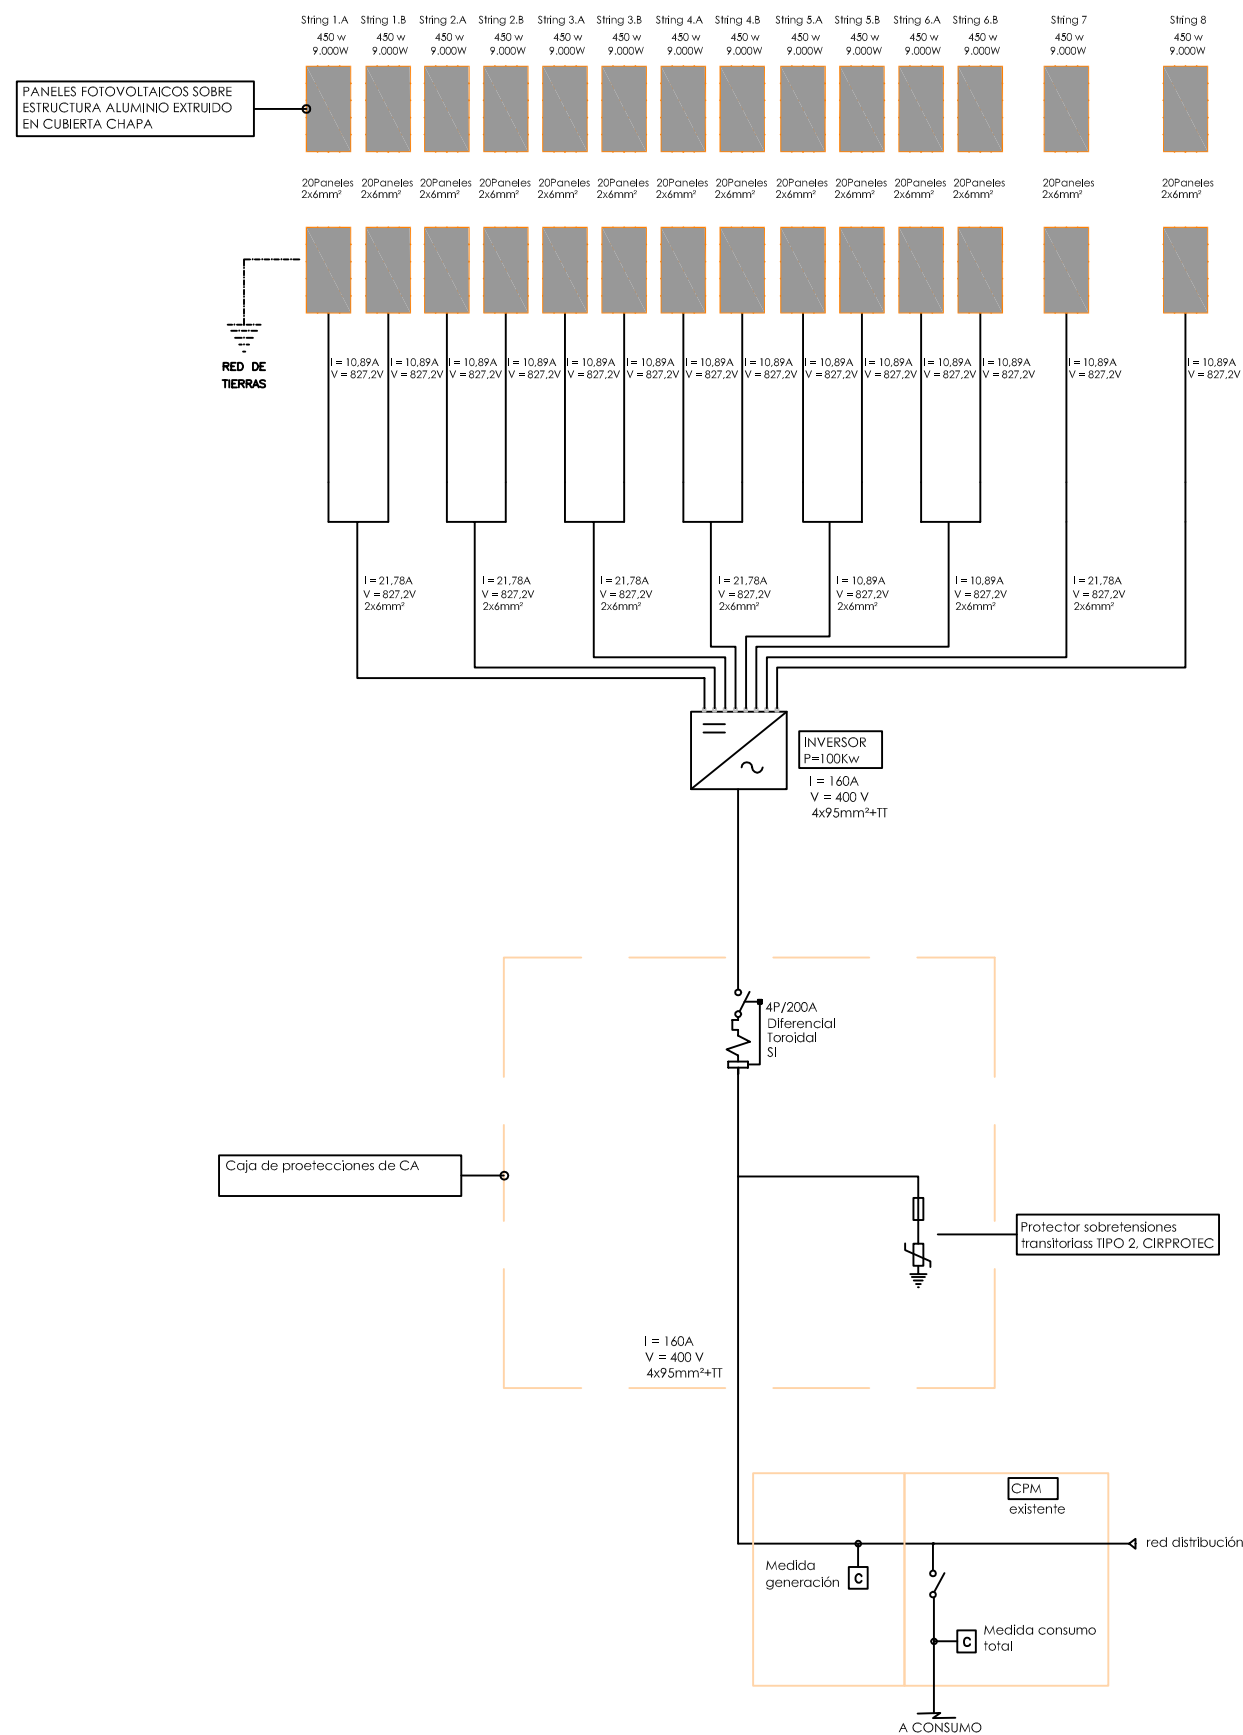 String 1.A String 1.B String 2.A String 2.B String 3.A String 3.B String 4.A String 4.B String 5.A String 5.B String 6.A String 6.B String 7 String 8
450 w 450 w 450 w 450 w 450 w 450 w 450 w 450 w 450 w 450 w 450 w 450 w 450 w 450 w
9.000W 9.000W 9.000W 9.000W 9.000W 9.000W 9.000W 9.000W 9.000W 9.000W 9.000W 9.000W 9.000W 9.000W
PANELES FOTOVOLTAICOS SOBRE
ESTRUCTURA ALUMINIO EXTRUIDO
EN CUBIERTA CHAPA
20Paneles 20Paneles 20Paneles 20Paneles 20Paneles 20Paneles 20Paneles 20Paneles 20Paneles 20Paneles 20Paneles 20Paneles 20Paneles 20Paneles
2x6mm² 2x6mm² 2x6mm² 2x6mm² 2x6mm² 2x6mm² 2x6mm² 2x6mm² 2x6mm² 2x6mm² 2x6mm² 2x6mm² 2x6mm² 2x6mm²
RED DE
TIERRAS
I = 10,89A I = 10,89A I = 10,89A I = 10,89A I = 10,89A I = 10,89A I = 10,89A I = 10,89A I = 10,89A I = 10,89A I = 10,89A I = 10,89A I = 10,89A I = 10,89A
V = 827,2V V = 827,2V V = 827,2V V = 827,2V V = 827,2V V = 827,2V V = 827,2V V = 827,2V V = 827,2V V = 827,2V V = 827,2V V = 827,2V V = 827,2V V = 827,2V
I = 21,78A I = 21,78A I = 21,78A I = 21,78A I = 10,89A I = 10,89A I = 21,78A
V = 827,2V V = 827,2V V = 827,2V V = 827,2V V = 827,2V V = 827,2V V = 827,2V
2x6mm² 2x6mm² 2x6mm² 2x6mm² 2x6mm² 2x6mm² 2x6mm²
INVERSOR
P=100Kw
I = 160A
V = 400 V
4x95mm²+TT
4P/200A
Diferencial
Toroidal
SI
Caja de proetecciones de CA
Protector sobretensiones
transitoriass TIPO 2, CIRPROTEC
I = 160A
V = 400 V
4x95mm²+TT
CPM
existente
red distribución
Medida
generación
C
Medida consumo
total
C
A CONSUMO